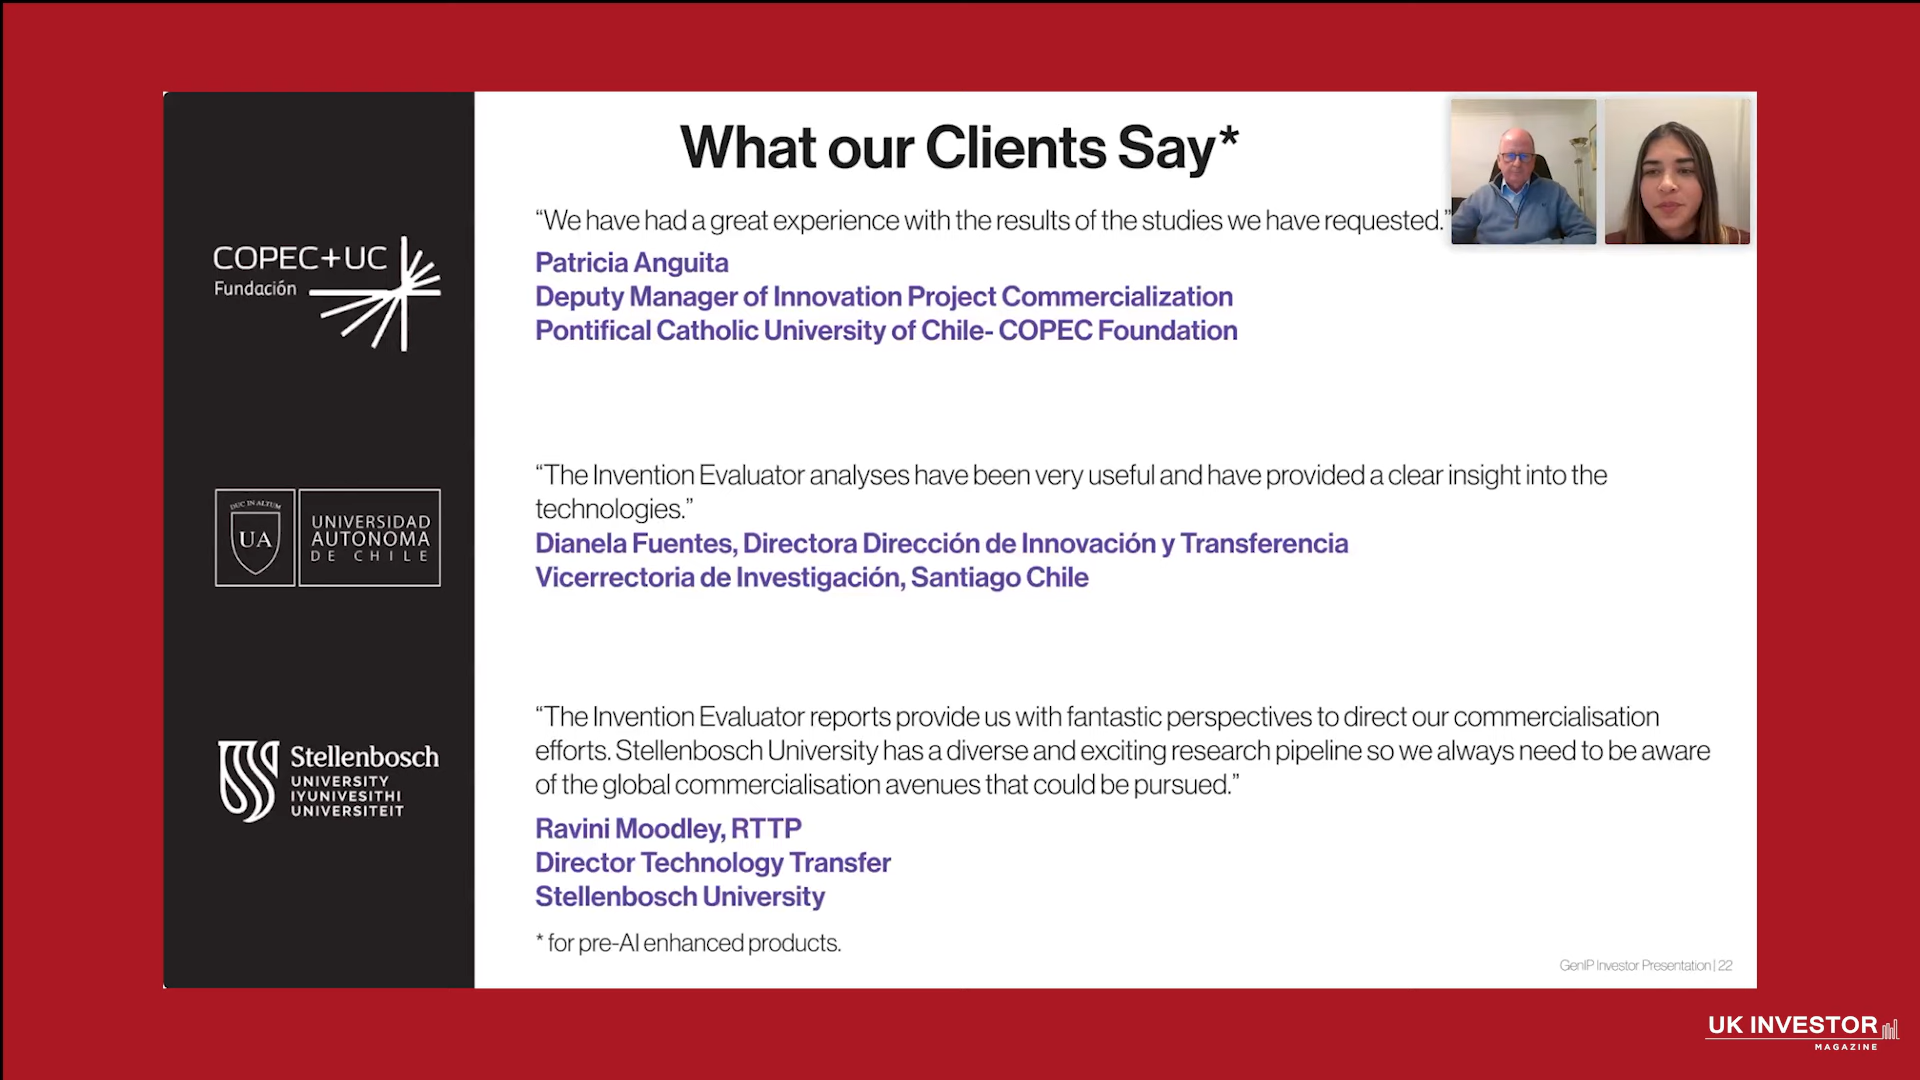 What our Clients Say*
“We have had a great experience with the results of the studies we have requested.”
Patricia Anguita
Deputy Manager of Innovation Project Commercialization
Pontifical Catholic University of Chile- COPEC Foundation
COPEC+UC
Fundación
“The Invention Evaluator analyses have been very useful and have provided a clear insight into the
technologies.”
Dianela Fuentes, Directora Dirección de Innovación y Transferencia
Vicerrectoria de Investigación, Santiago Chile
DUC IN ALTUM
UA
UNIVERSIDAD
AUTONOMA
DE CHILE
“The Invention Evaluator reports provide us with fantastic perspectives to direct our commercialisation
efforts. Stellenbosch University has a diverse and exciting research pipeline so we always need to be aware
of the global commercialisation avenues that could be pursued.”
Ravini Moodley, RTTP
Director Technology Transfer
Stellenbosch University
Stellenbosch
UNIVERSITY
IYUNIVESITHI
UNIVERSITEIT
* for pre-AI enhanced products.
GenIP Investor Presentation | 22
UK INVESTOR
MAGAZINE